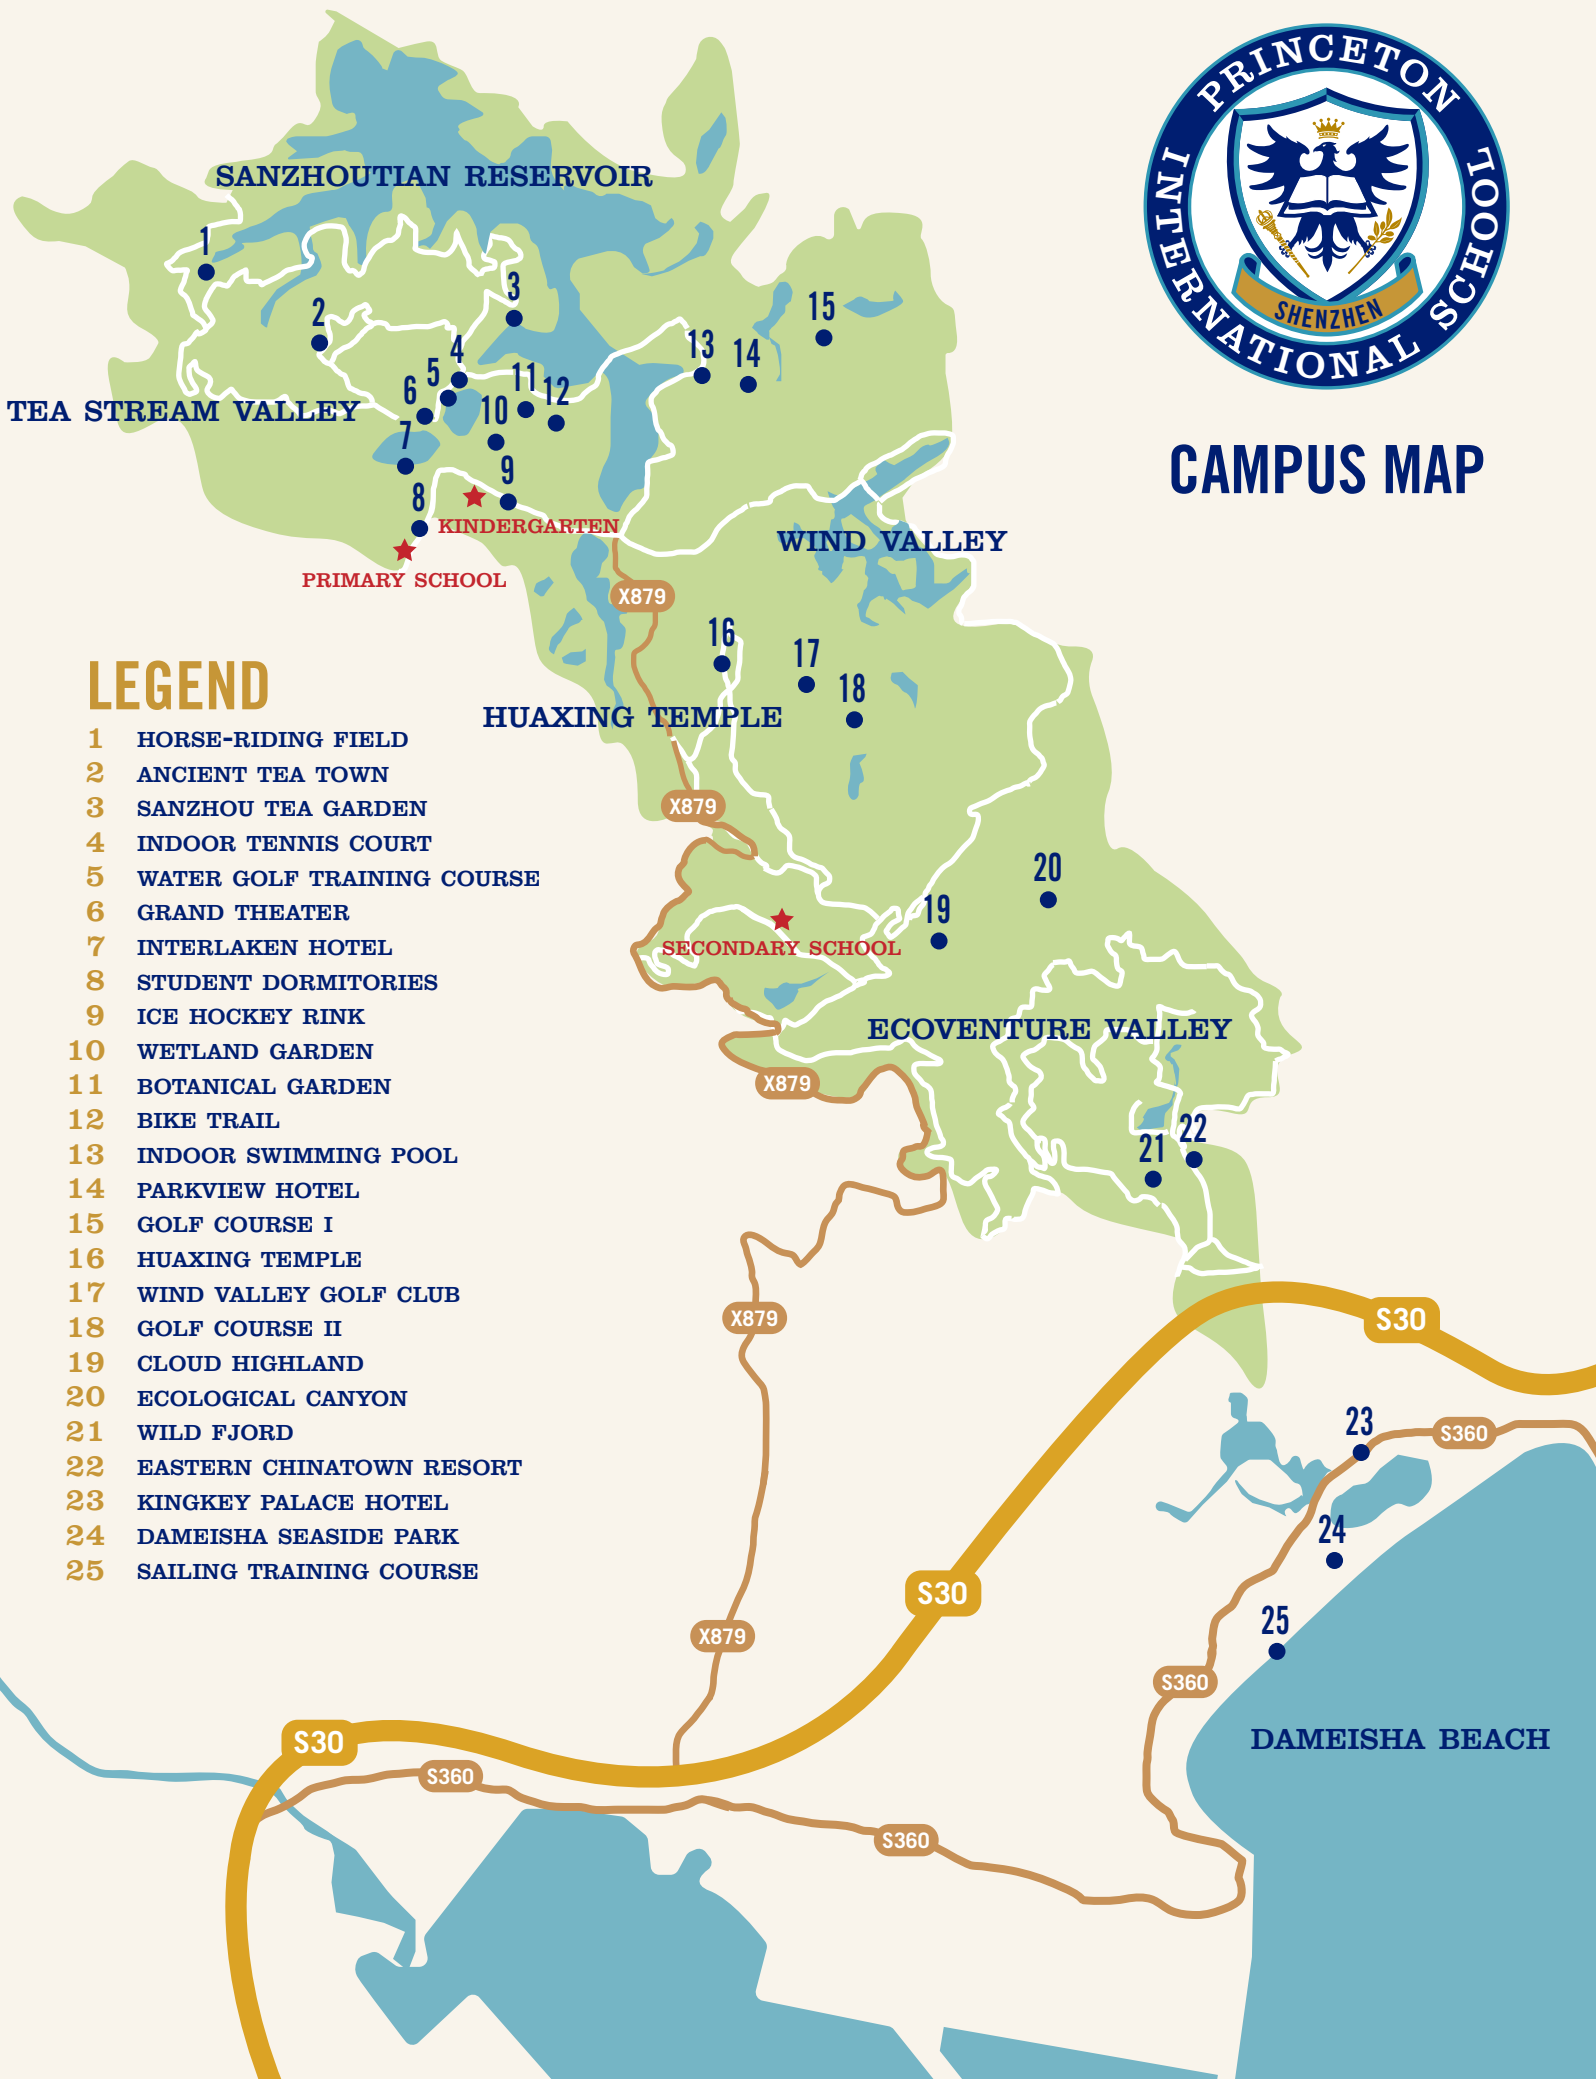 PRINCETON
INTERNATIONAL SCHOOL
SHENZHEN
CAMPUS MAP
SANZHOUTIAN RESERVOIR
1
2
3
15
13
14
4
5
6
11
12
10
TEA STREAM VALLEY
7
9
8
KINDERGARTEN
PRIMARY SCHOOL
WIND VALLEY
X879
16
17
18
HUAXING TEMPLE
X879
20
19
SECONDARY SCHOOL
ECOVENTURE VALLEY
X879
22
21
X879
S30
23
S360
24
S30
25
X879
S360
DAMEISHA BEACH
S30
S360
S360
LEGEND
1 HORSE-RIDING FIELD
2 ANCIENT TEA TOWN
3 SANZHOU TEA GARDEN
4 INDOOR TENNIS COURT
5 WATER GOLF TRAINING COURSE
6 GRAND THEATER
7 INTERLAKEN HOTEL
8 STUDENT DORMITORIES
9 ICE HOCKEY RINK
10 WETLAND GARDEN
11 BOTANICAL GARDEN
12 BIKE TRAIL
13 INDOOR SWIMMING POOL
14 PARKVIEW HOTEL
15 GOLF COURSE I
16 HUAXING TEMPLE
17 WIND VALLEY GOLF CLUB
18 GOLF COURSE II
19 CLOUD HIGHLAND
20 ECOLOGICAL CANYON
21 WILD FJORD
22 EASTERN CHINATOWN RESORT
23 KINGKEY PALACE HOTEL
24 DAMEISHA SEASIDE PARK
25 SAILING TRAINING COURSE